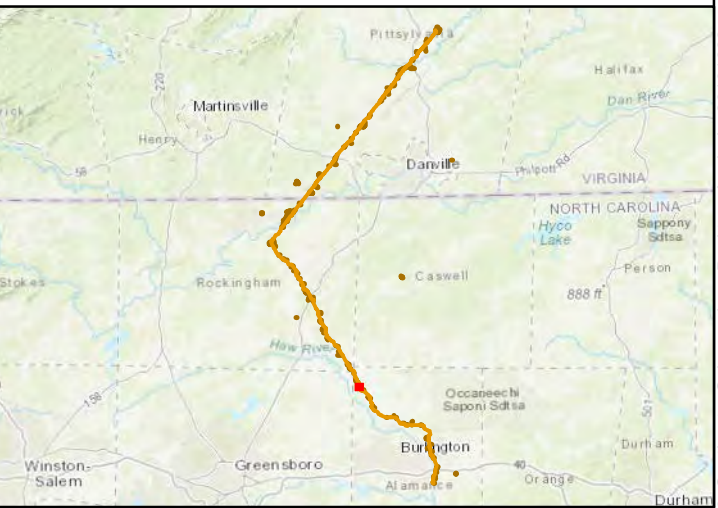 Pittsylvania
Halifax
220
Dan River
Martinsville
rick
Henry
Danville
58
Philpott Rd
VIRGINIA
NORTH CAROLINA
Hyco
Lake
Sappony
Sdtsa
Stokes
Rockingham
Caswell
Person
888 ft
Haw River
158
Occaneechi
Saponi Sdtsa
501
Burlington
Durham
Winston-
Salem
Greensboro
40
Orange
Alamance
Durham